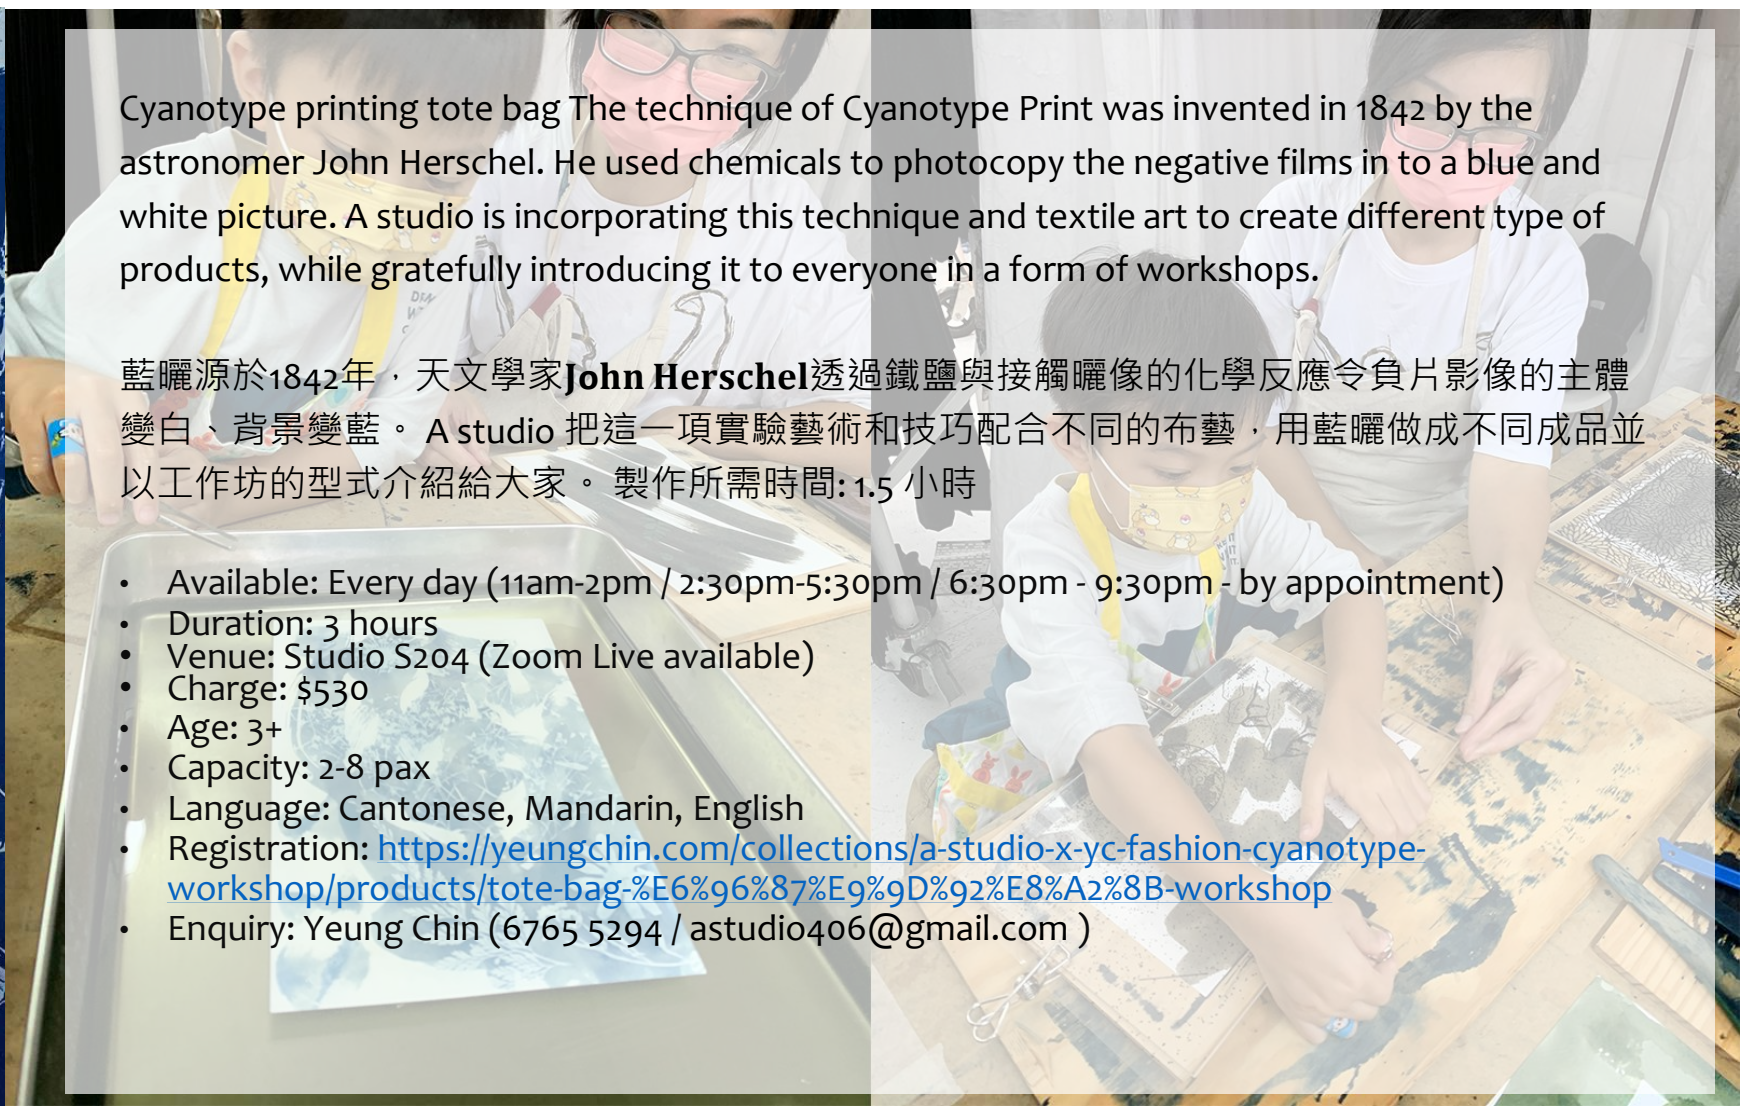 Cyanotype printing tote bag The technique of Cyanotype Print was invented in 1842 by the
astronomer John Herschel. He used chemicals to photocopy the negative films in to a blue and
white picture. A studio is incorporating this technique and textile art to create different type of
products, while gratefully introducing it to everyone in a form of workshops.
藍曬源於1842年，天文學家John Herschel透過鐵鹽與接觸曬像的化學反應令負片影像的主體
變白、背景變藍。 A studio 把這一項實驗藝術和技巧配合不同的布藝，用藍曬做成不同成品並
以工作坊的型式介紹給大家。 製作所需時間: 1.5 小時
• Available: Every day (11am-2pm / 2:30pm-5:30pm / 6:30pm - 9:30pm - by appointment)
• Duration: 3 hours
• Venue: Studio S204 (Zoom Live available)
• Charge: $530
• Age: 3+
• Capacity: 2-8 pax
• Language: Cantonese, Mandarin, English
• Registration: https://yeungchin.com/collections/a-studio-x-yc-fashion-cyanotype-
workshop/products/tote-bag-%E6%96%87%E9%9D%92%E8%A2%8B-workshop
• Enquiry: Yeung Chin (6765 5294 / astudio406@gmail.com )